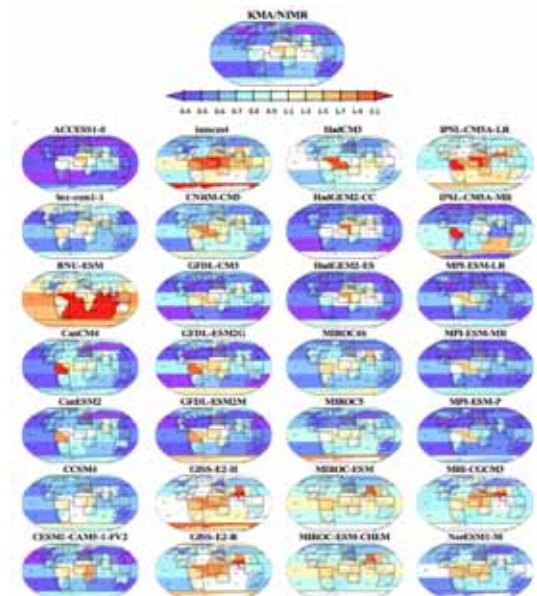 KMA/NIMR
ACCESS1-0 inmcm4 HadCM3 IPSL-CM5A-LR
bcc-csm1-1 CNRM-CM5 HadGEM2-CC IPSL-CM5A-MR
BNU-ESM GFDL-CM3 HadGEM2-ES MPI-ESM-LR
CanCM4 GFDL-ESM2G MIROC4h MPI-ESM-MR
CanESM2 GFDL-ESM2M MIROC5 MPI-ESM-P
CCSM4 GISS-E2-H MIROC-ESM MRI-CGCM3
CESM1-CAM5-1-FV2 GISS-E2-R MIROC-ESM-CHEM NorESM1-M